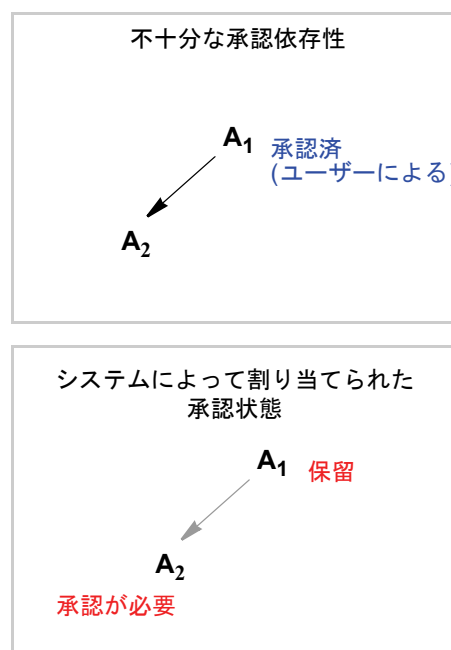 不十分な承認依存性
A1 承認済
(ユーザーによる)
A2
システムによって割り当てられた
承認状態
A1 保留
A2
承認が必要